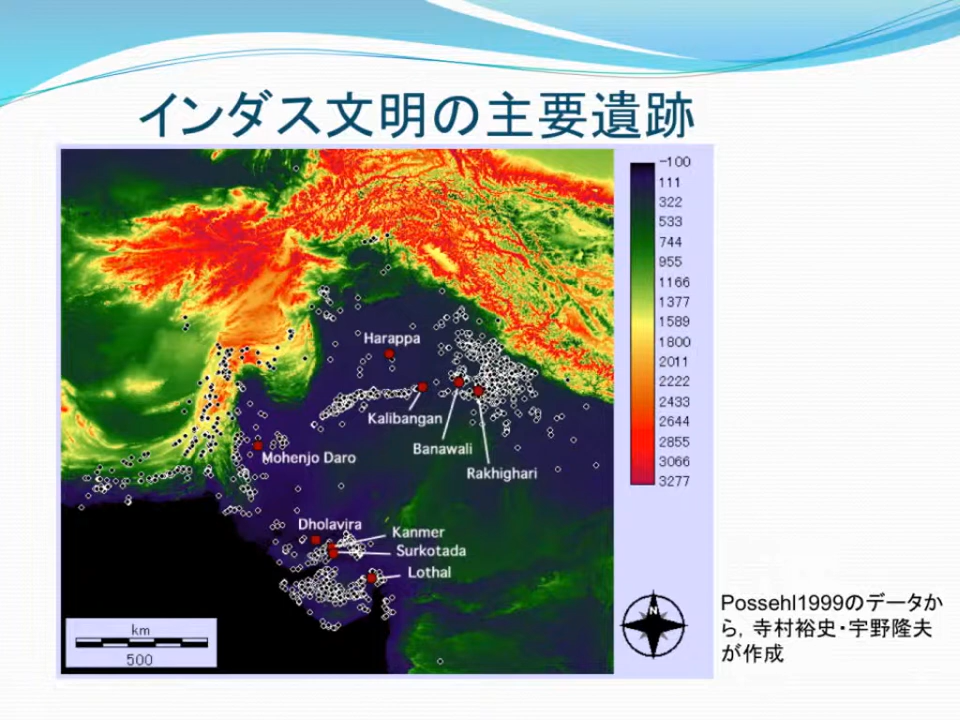 インダス文明の主要遺跡
-100
111
322
533
744
955
1166
1377
1589
1800
2011
2222
2433
2644
2855
3066
3277
Harappa
Kalibangan
Banawali
Mohenjo Daro
Rakhighari
Dholavira
Kanmer
Surkotada
Lothal
km
500
N
Possehl1999のデータか
ら，寺村裕史・宇野隆夫
が作成